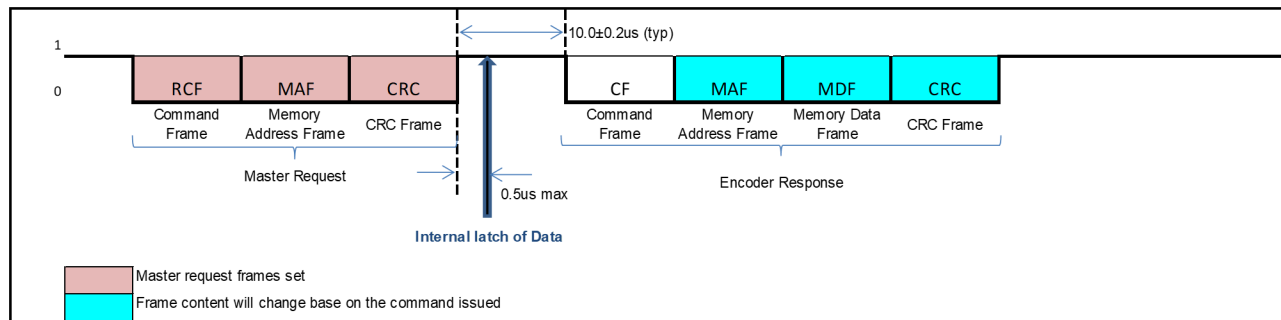 10.0±0.2us (typ)
1
0
RCF
MAF
CRC
CF
MAF
MDF
CRC
Command
Frame
Memory
Address Frame
CRC Frame
Command
Frame
Memory
Address Frame
Memory Data
Frame
CRC Frame
Master Request
Encoder Response
0.5us max
Internal latch of Data
Master request frames set
Frame content will change base on the command issued